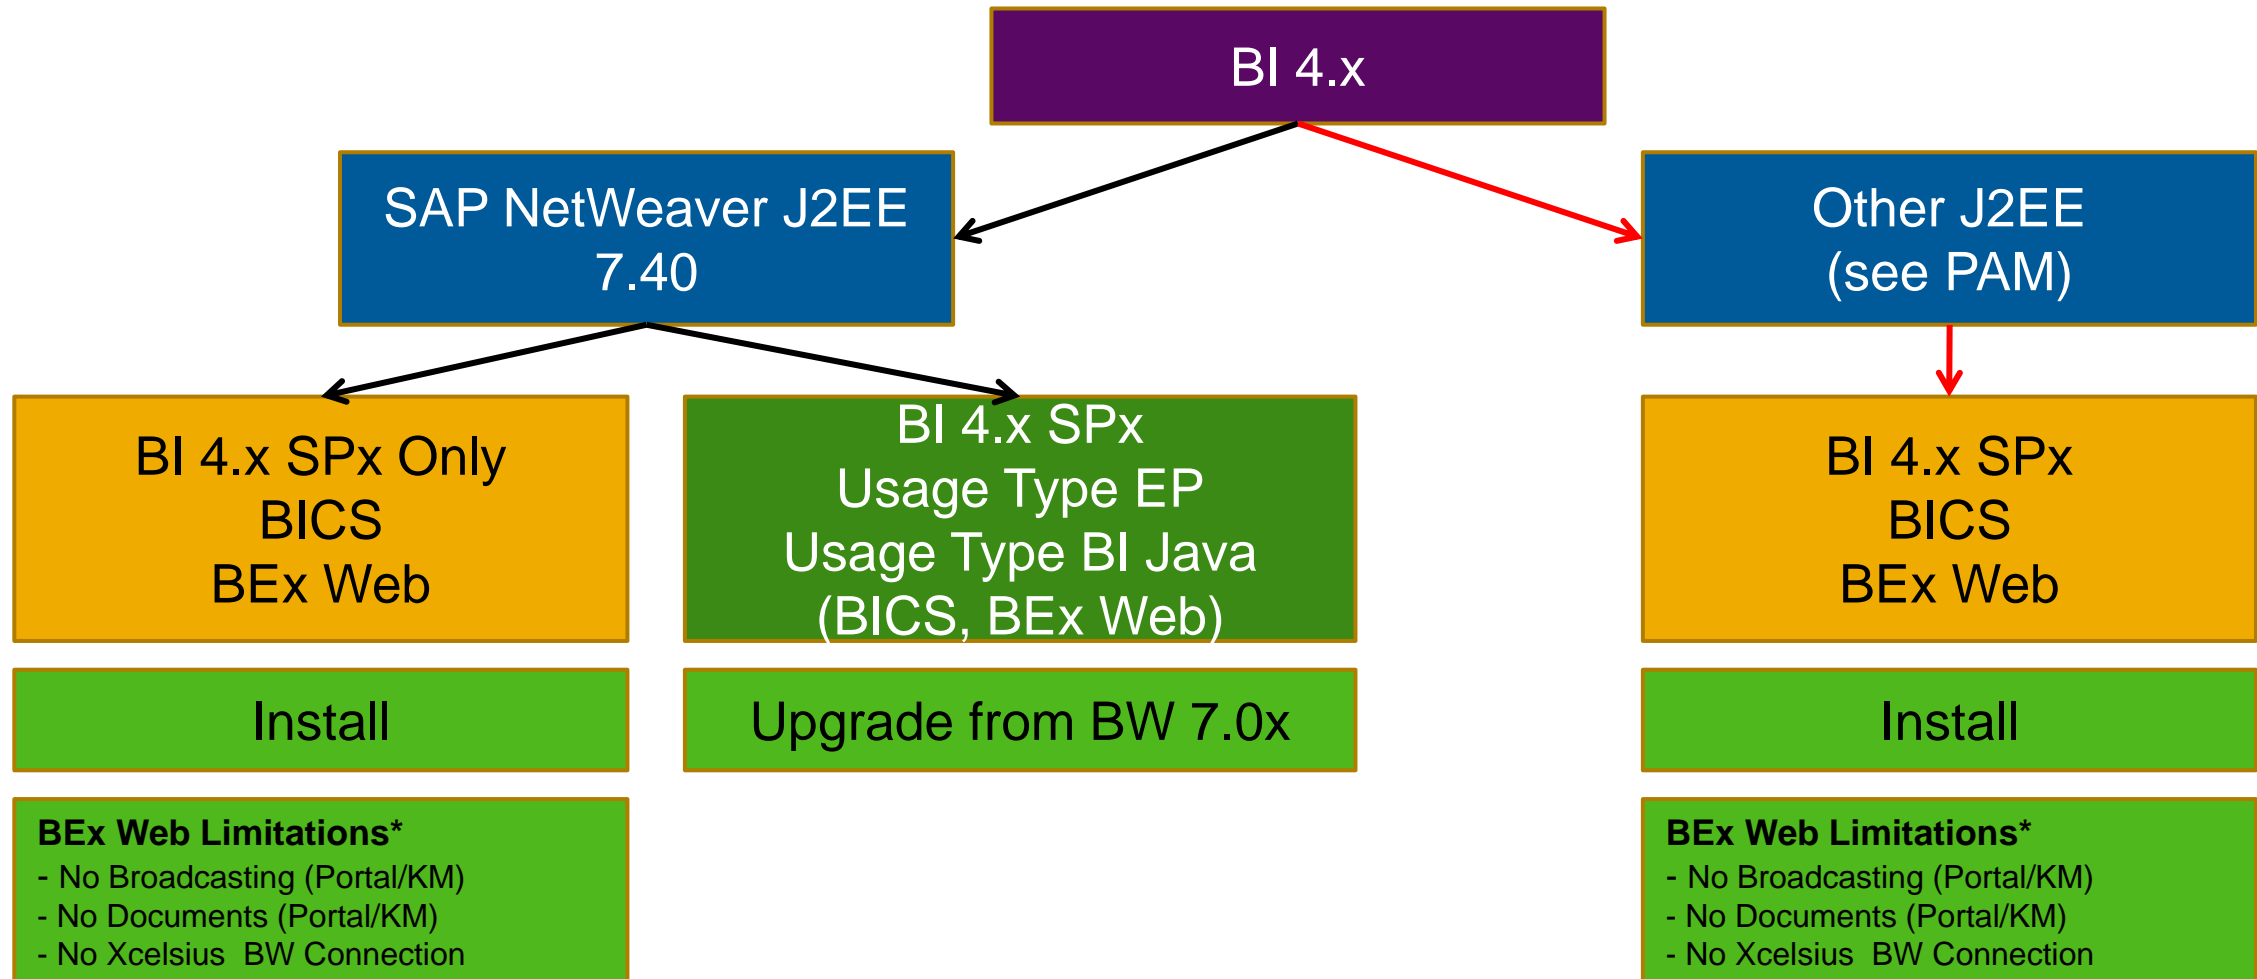 BI 4.x
SAP NetWeaver J2EE
7.40
Other J2EE
(see PAM)
BI 4.x SPx Only
BICS
BEx Web
BI 4.x SPx
Usage Type EP
Usage Type BI Java
(BICS, BEx Web)
BI 4.x SPx
BICS
BEx Web
Install
Upgrade from BW 7.0x
Install
BEx Web Limitations*
- No Broadcasting (Portal/KM)
- No Documents (Portal/KM)
- No Xcelsius  BW Connection
BEx Web Limitations*
- No Broadcasting (Portal/KM)
- No Documents (Portal/KM)
- No Xcelsius  BW Connection